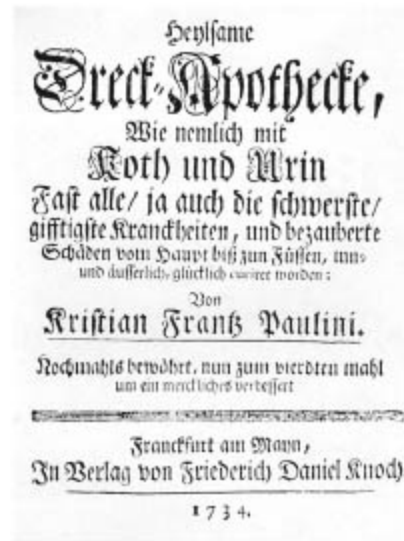 Heylsame
Dreck-Apothecke,
Wie nemlich mit
Koth und Urin
Fast alle/ ja auch die schwerste/
gifftigste Kranckheiten, und bezauberte
Schäden vom Haupt biß zun Füssen, inn-
und äusserlich, glücklich curiret worden;
Von
Kristian Frantz Paulini.
Nochmahls bewährt, nun zum vierdten mahl
um ein merckliches verbessert
Franckfurt am Mayn,
In Verlag von Friederich Daniel Knoch
1734.